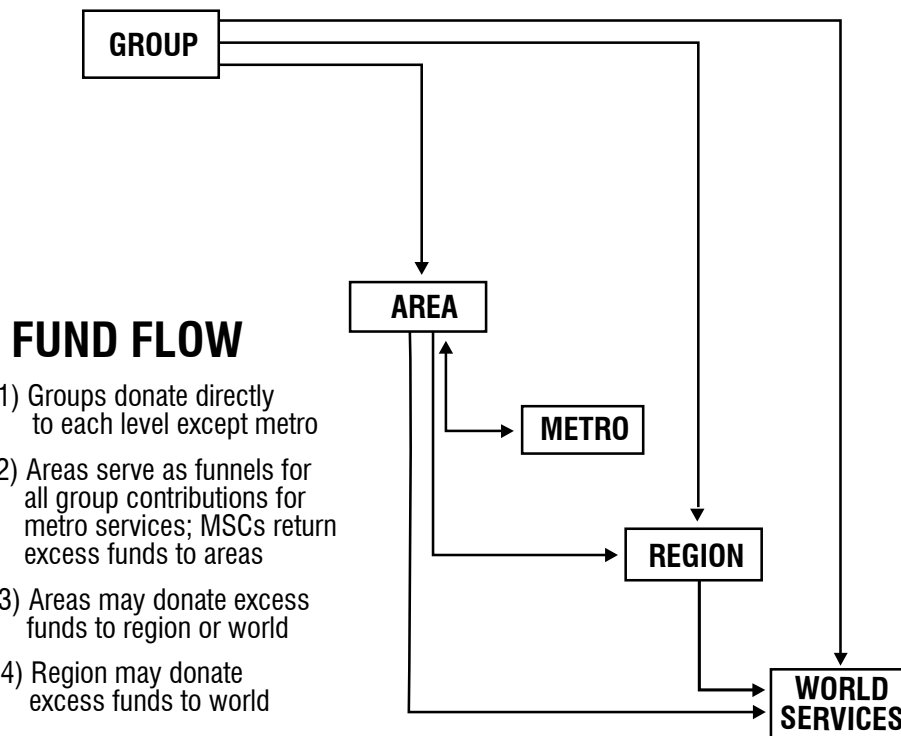 GROUP
AREA
FUND FLOW
1) Groups donate directly
to each level except metro
METRO
2) Areas serve as funnels for
all group contributions for
metro services; MSCs return
excess funds to areas
REGION
3) Areas may donate excess
funds to region or world
4) Region may donate
excess funds to world
WORLD
SERVICES